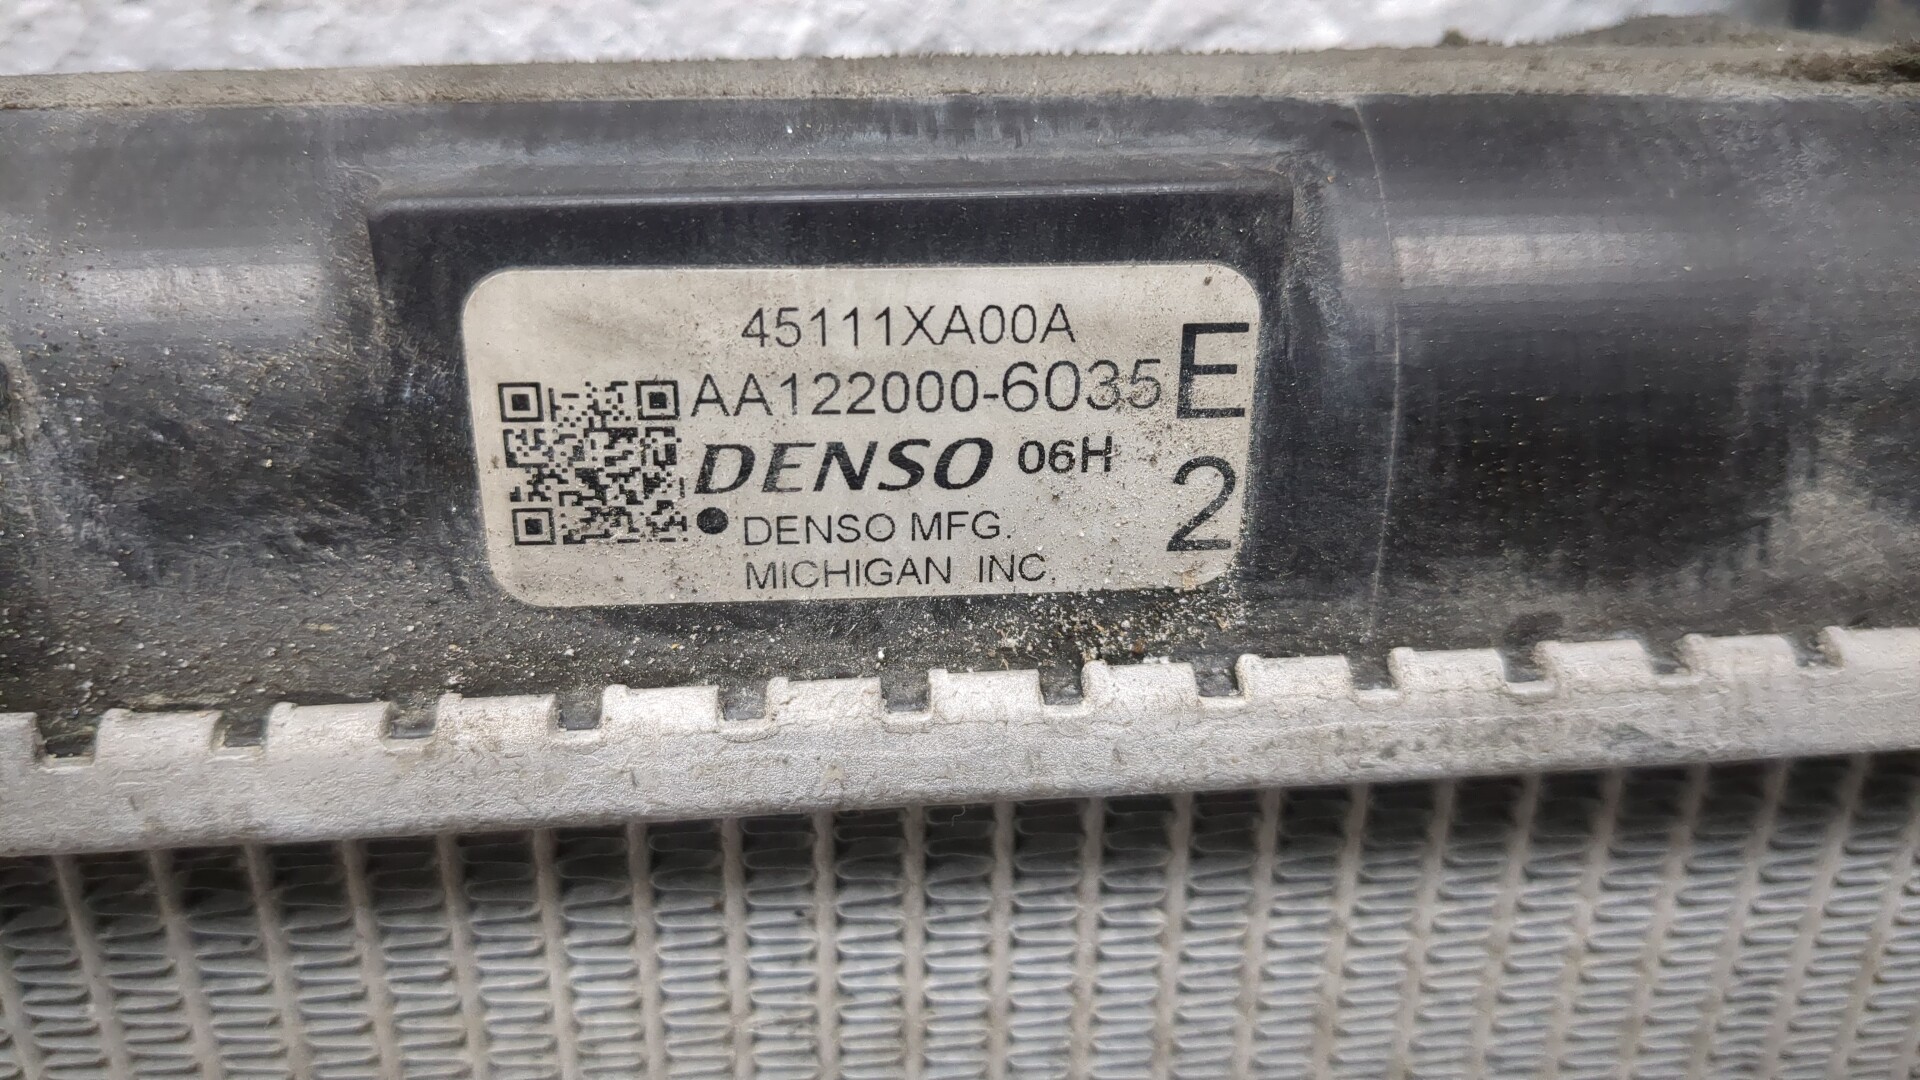 45111XA00A
AA122000-6035
E
DENSO 06H
2
DENSO MFG.
MICHIGAN INC.